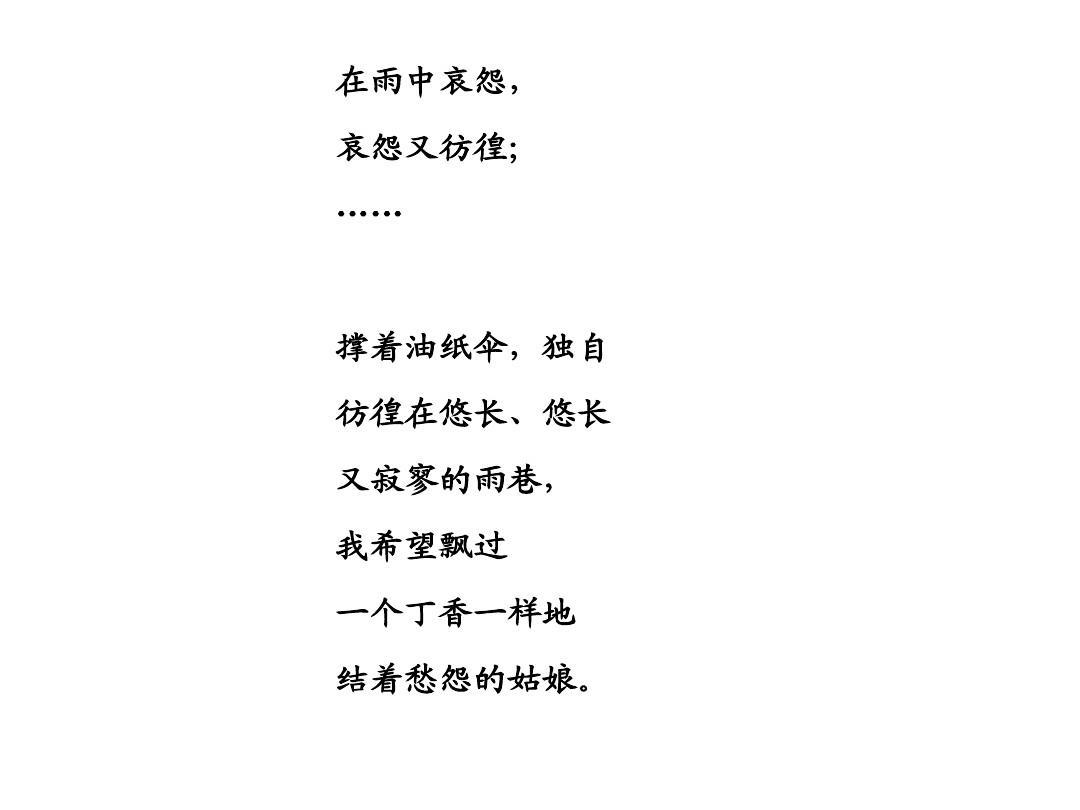 在雨中哀怨，
哀怨又彷徨;
……
撑着油纸伞，独自
彷徨在悠长、悠长
又寂寥的雨巷，
我希望飘过
一个丁香一样地
结着愁怨的姑娘。